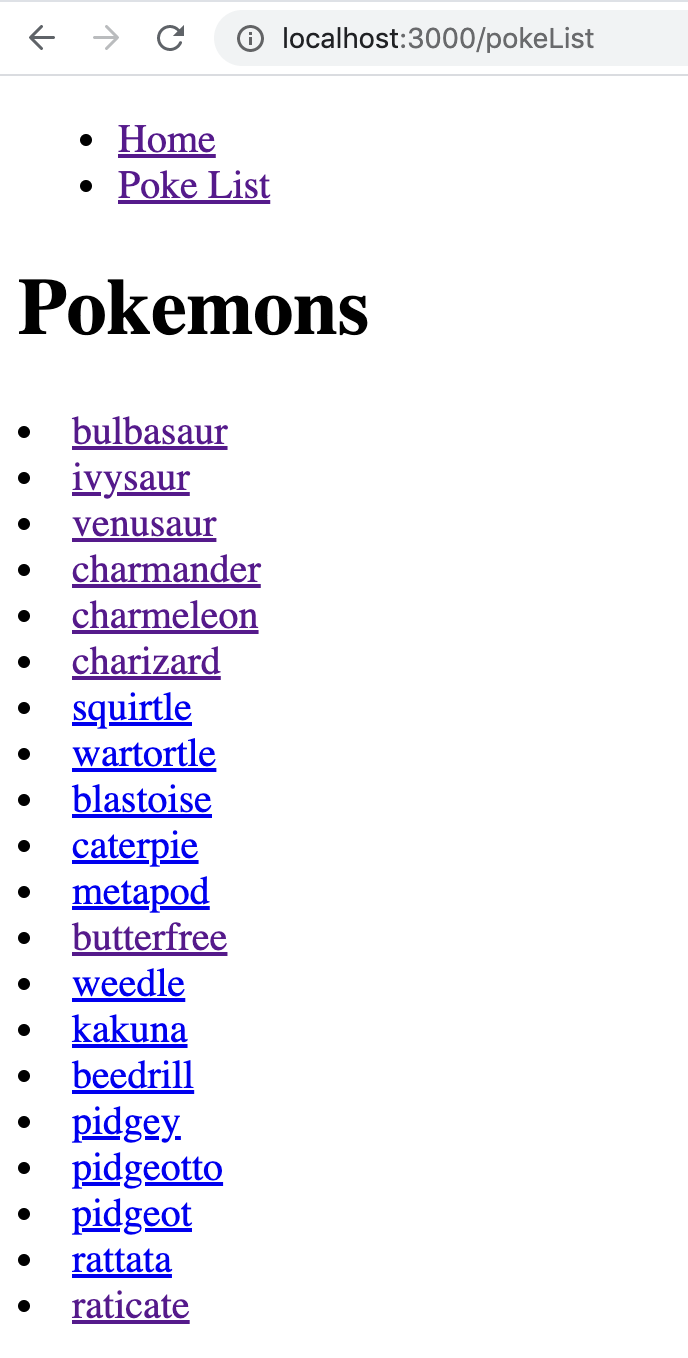 localhost:3000/pokeList
Home
Poke List
Pokemons
bulbasaur
ivysaur
venusaur
charmander
charmeleon
charizard
squirtle
wartortle
blastoise
caterpie
metapod
butterfree
weedle
kakuna
beedrill
pidgey
pidgeotto
pidgeot
rattata
raticate